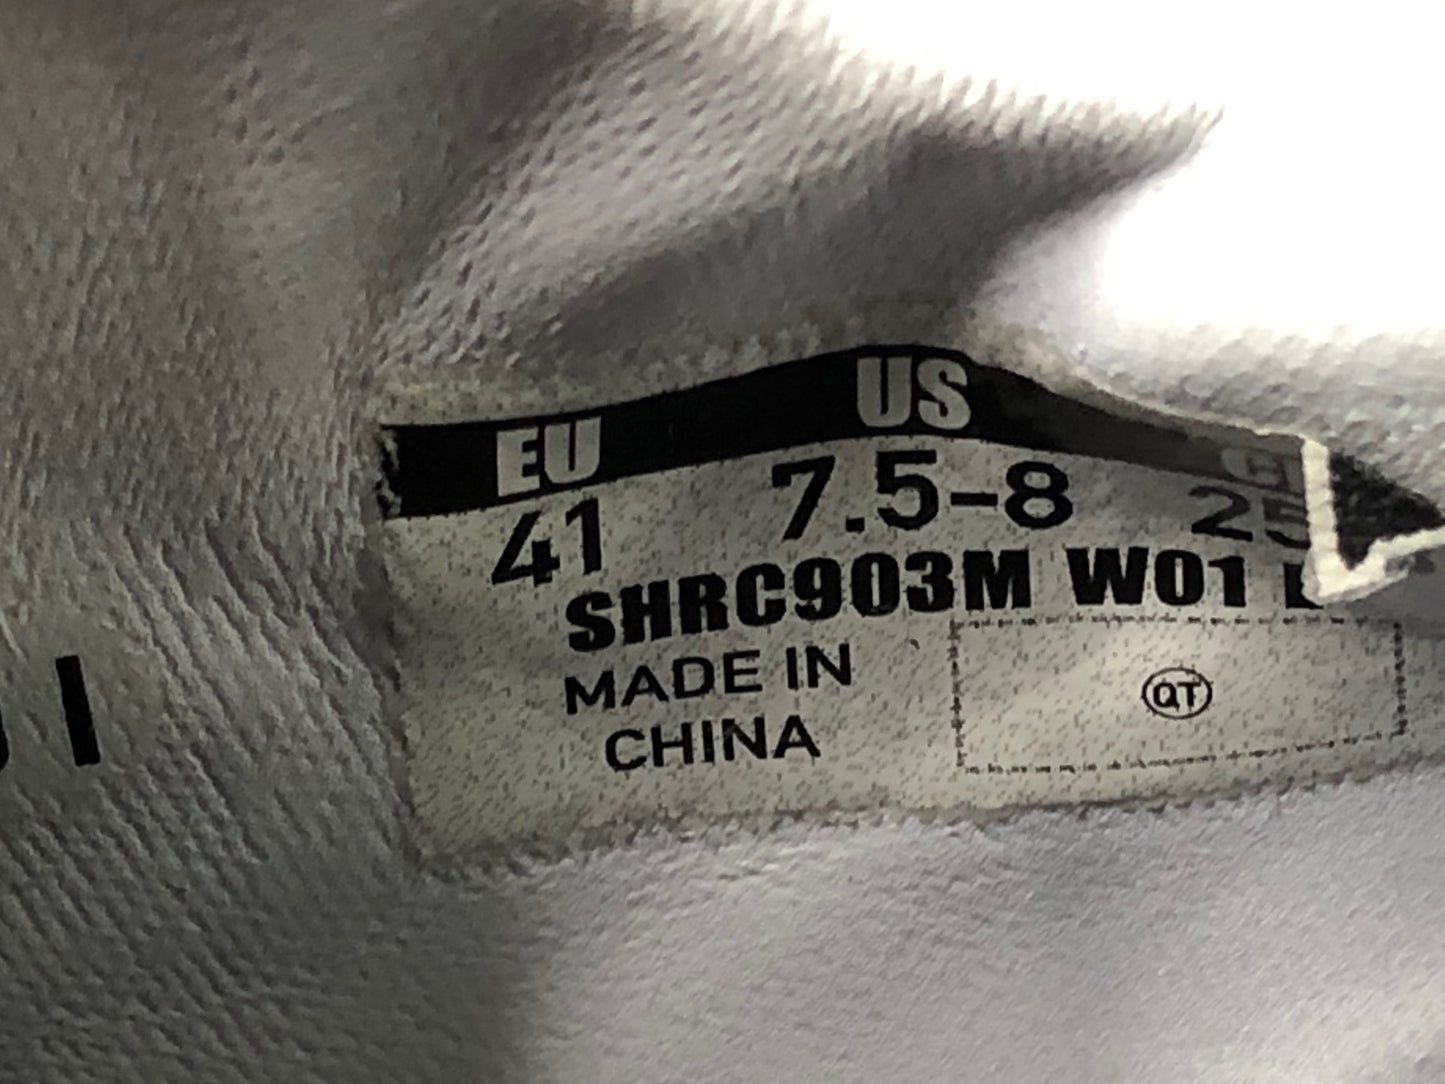 EU US
41 7.5-8 25
SHRC903M W01
MADE IN
CHINA
QT